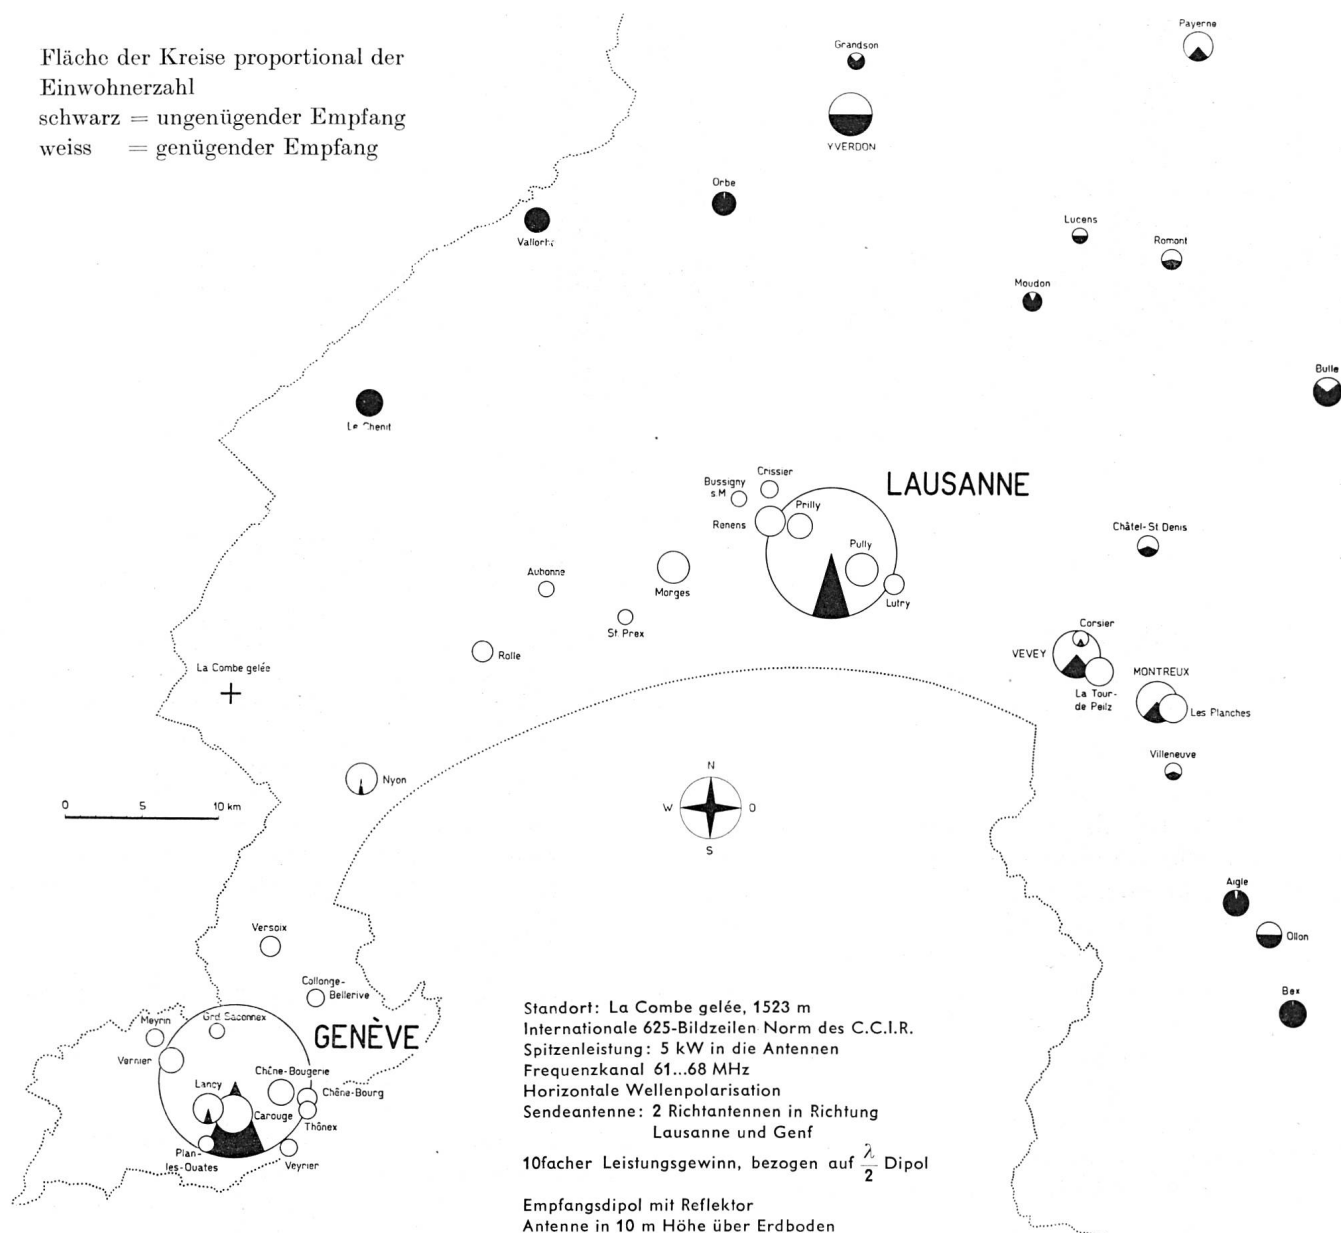 Fläche der Kreise proportional der
Einwohnerzahl
schwarz = ungenügender Empfang
weiss = genügender Empfang
Payerne
Grandson
YVERDON
Orbe
Lucens
Vallorbe
Romont
Moudon
Bulle
Le Chenit
LAUSANNE
Crissier
Bussigny
s. M
Prilly
Renens
Châtel-St Denis
Pully
Aubonne
Morges
Lutry
St. Prex
Corsier
Rolle
VEVEY
La Combe gelée
MONTREUX
La Tour-
de Peilz
Les Planches
Villeneuve
N
W O
S
Nyon
0 5 10 km
Aigle
Versoix
Ollon
Collonge-
Bellerive
Bex
Meyrin
Grd. Saconnex
GENÈVE
Vernier
Chêne-Bougerie
Lancy
Chêne-Bourg
Carouge
Thônex
Plan-
les-Ouates
Veyrier
Standort: La Combe gelée, 1523 m
Internationale 625-Bildzeilen Norm des C.C.I.R.
Spitzenleistung: 5 kW in die Antennen
Frequenzkanal 61...68 MHz
Horizontale Wellenpolarisation
Sendeantenne: 2 Richtantennen in Richtung
Lausanne und Genf
10facher Leistungsgewinn, bezogen auf λ/2 Dipol
Empfangsdipol mit Reflektor
Antenne in 10 m Höhe über Erdboden